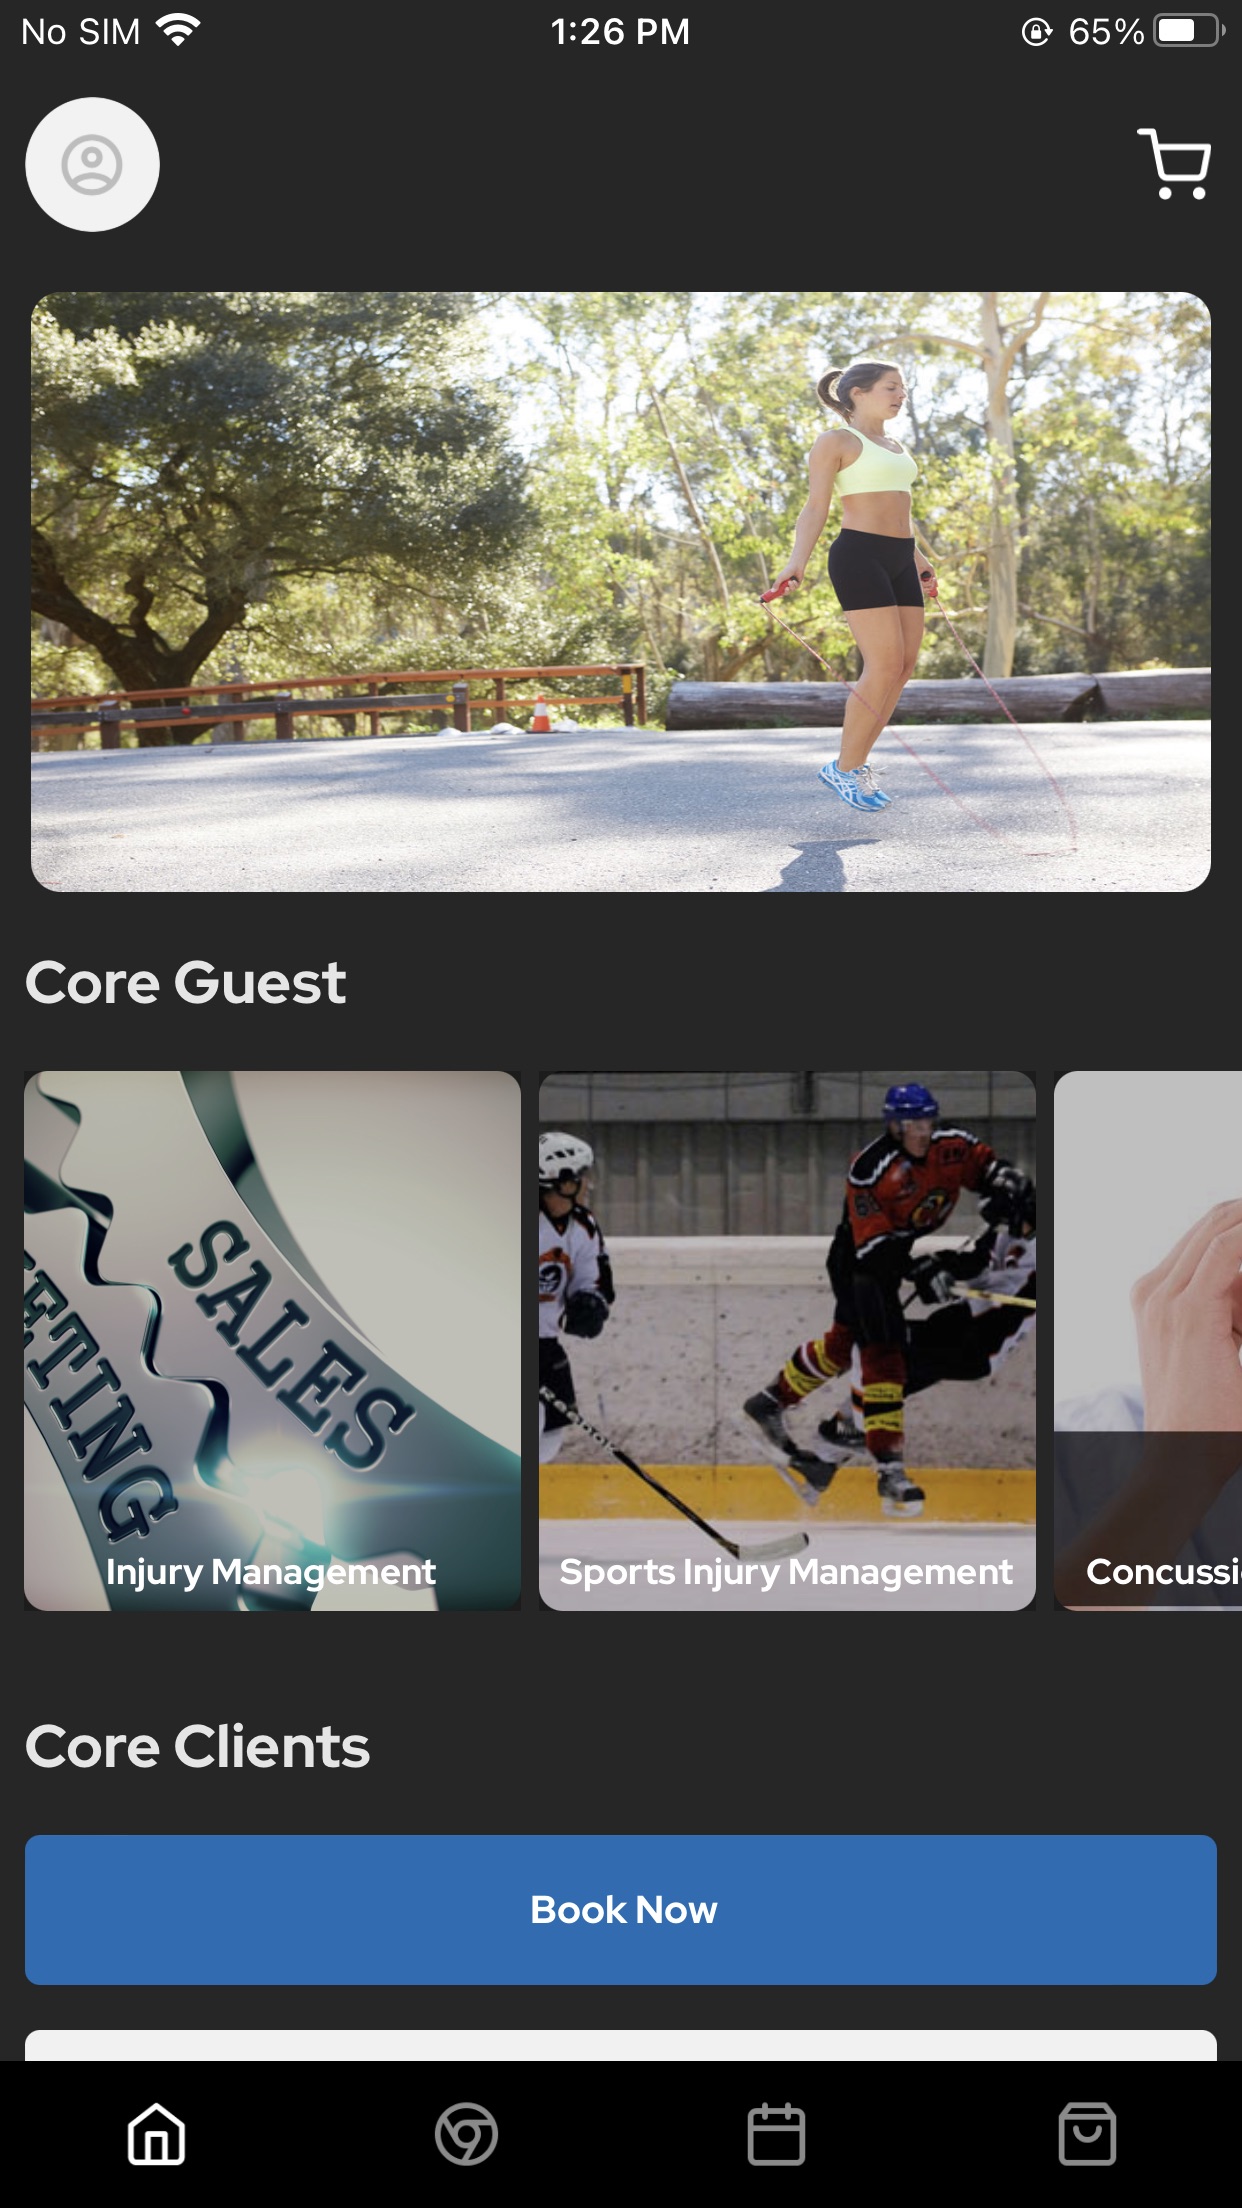 No SIM 1:26 PM 65%
Core Guest
SALES
ETING
Injury Management
Sports Injury Management
Concussi
Core Clients
Book Now